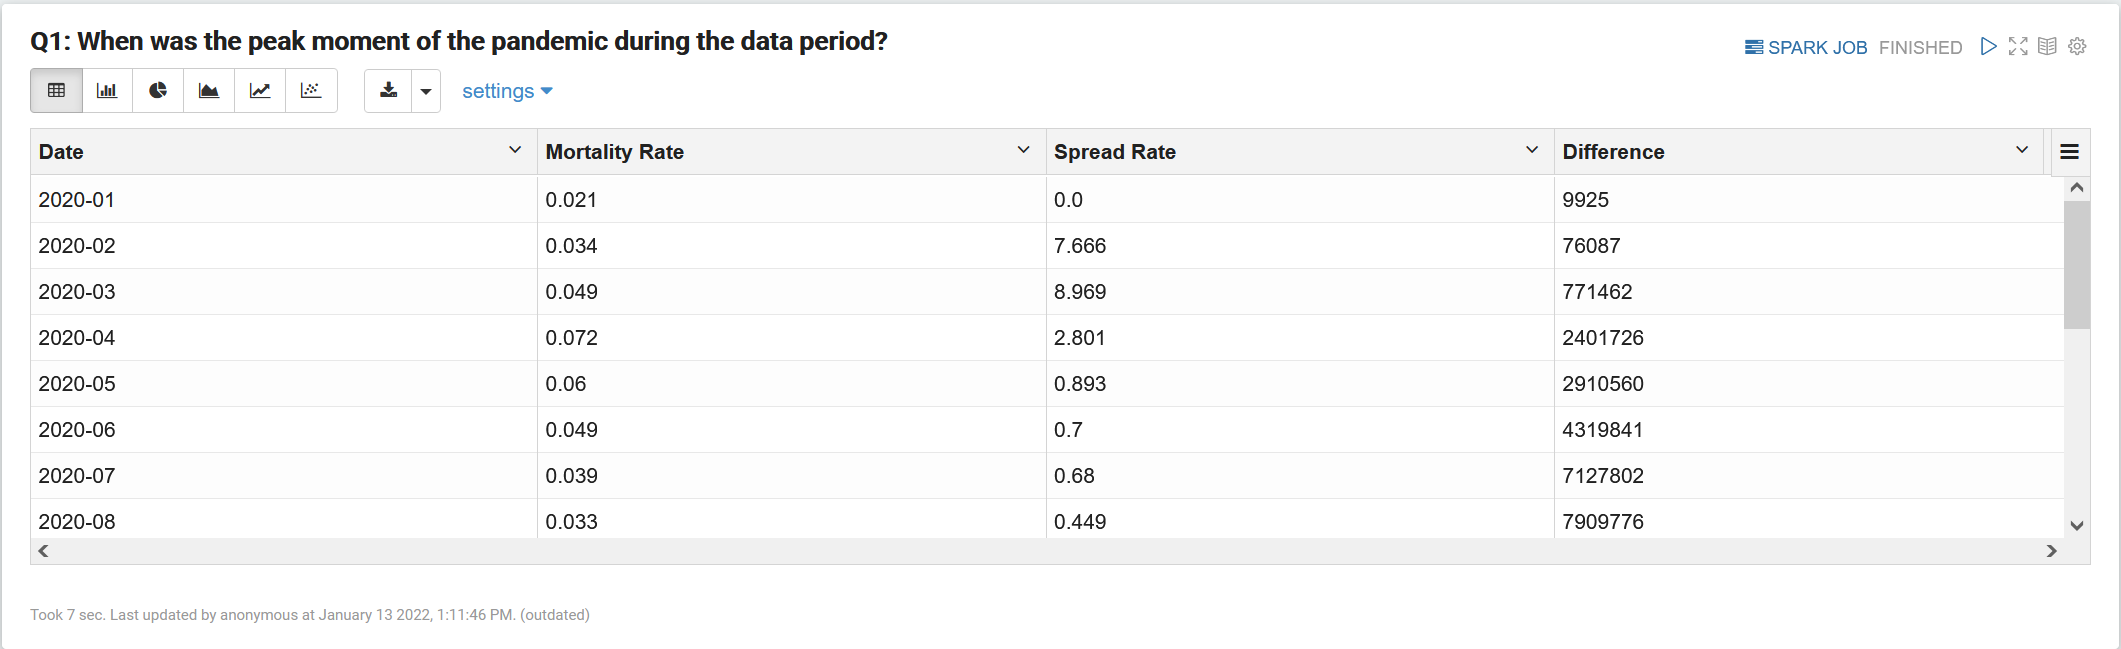 Q1: When was the peak moment of the pandemic during the data period?
SPARK JOB FINISHED
settings
Date Mortality Rate Spread Rate Difference
2020-01 0.021 0.0 9925
2020-02 0.034 7.666 76087
2020-03 0.049 8.969 771462
2020-04 0.072 2.801 2401726
2020-05 0.06 0.893 2910560
2020-06 0.049 0.7 4319841
2020-07 0.039 0.68 7127802
2020-08 0.033 0.449 7909776
Took 7 sec. Last updated by anonymous at January 13 2022, 1:11:46 PM. (outdated)